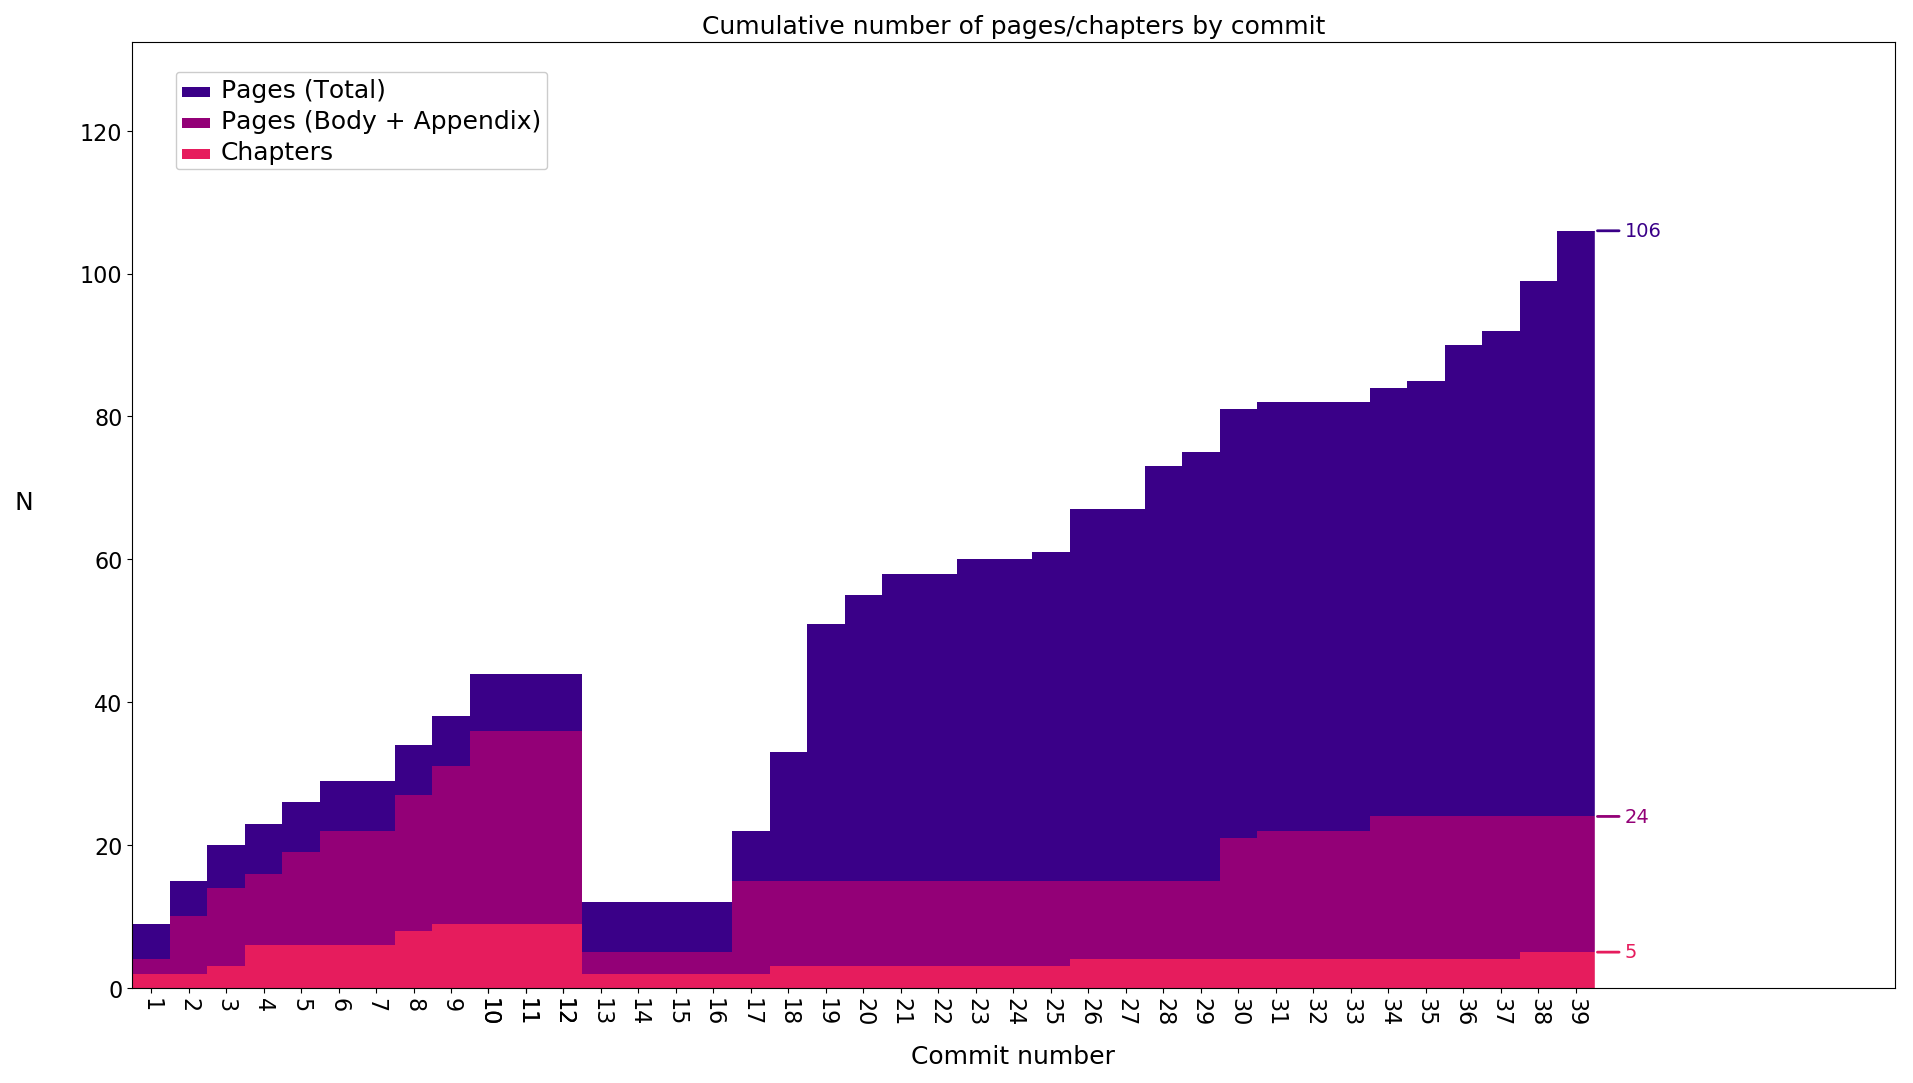 Cumulative number of pages/chapters by commit
Pages (Total)
Pages (Body + Appendix)
Chapters
120
100
80
60
40
20
0
N
106
24
5
1 2 3 4 5 6 7 8 9 10 11 12 13 14 15 16 17 18 19 20 21 22 23 24 25 26 27 28 29 30 31 32 33 34 35 36 37 38 39
Commit number